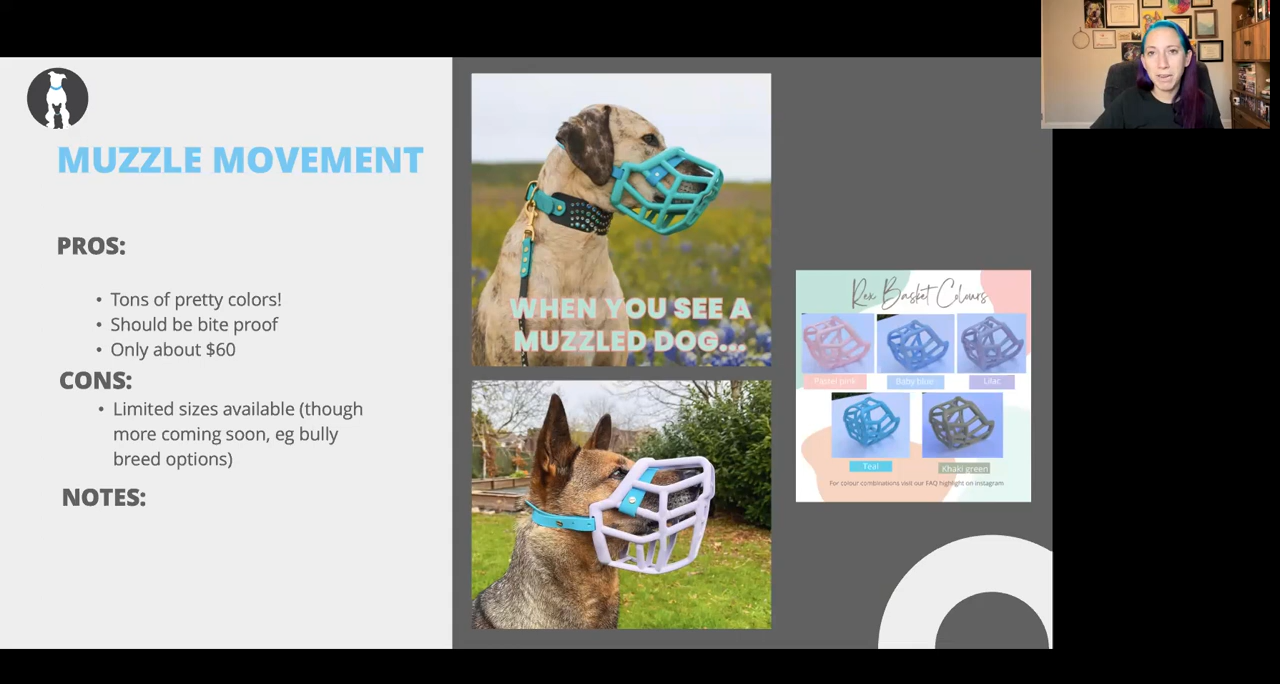 MUZZLE MOVEMENT
PROS:
• Tons of pretty colors!
• Should be bite proof
• Only about $60
CONS:
• Limited sizes available (though
more coming soon, eg bully
breed options)
NOTES:
WHEN YOU SEE A
MUZZLED DOG...
Rex Basket Colours
Pastel pink
Baby blue
Lilac
Teal
Khaki green
For colour combinations visit our FAQ highlight on instagram